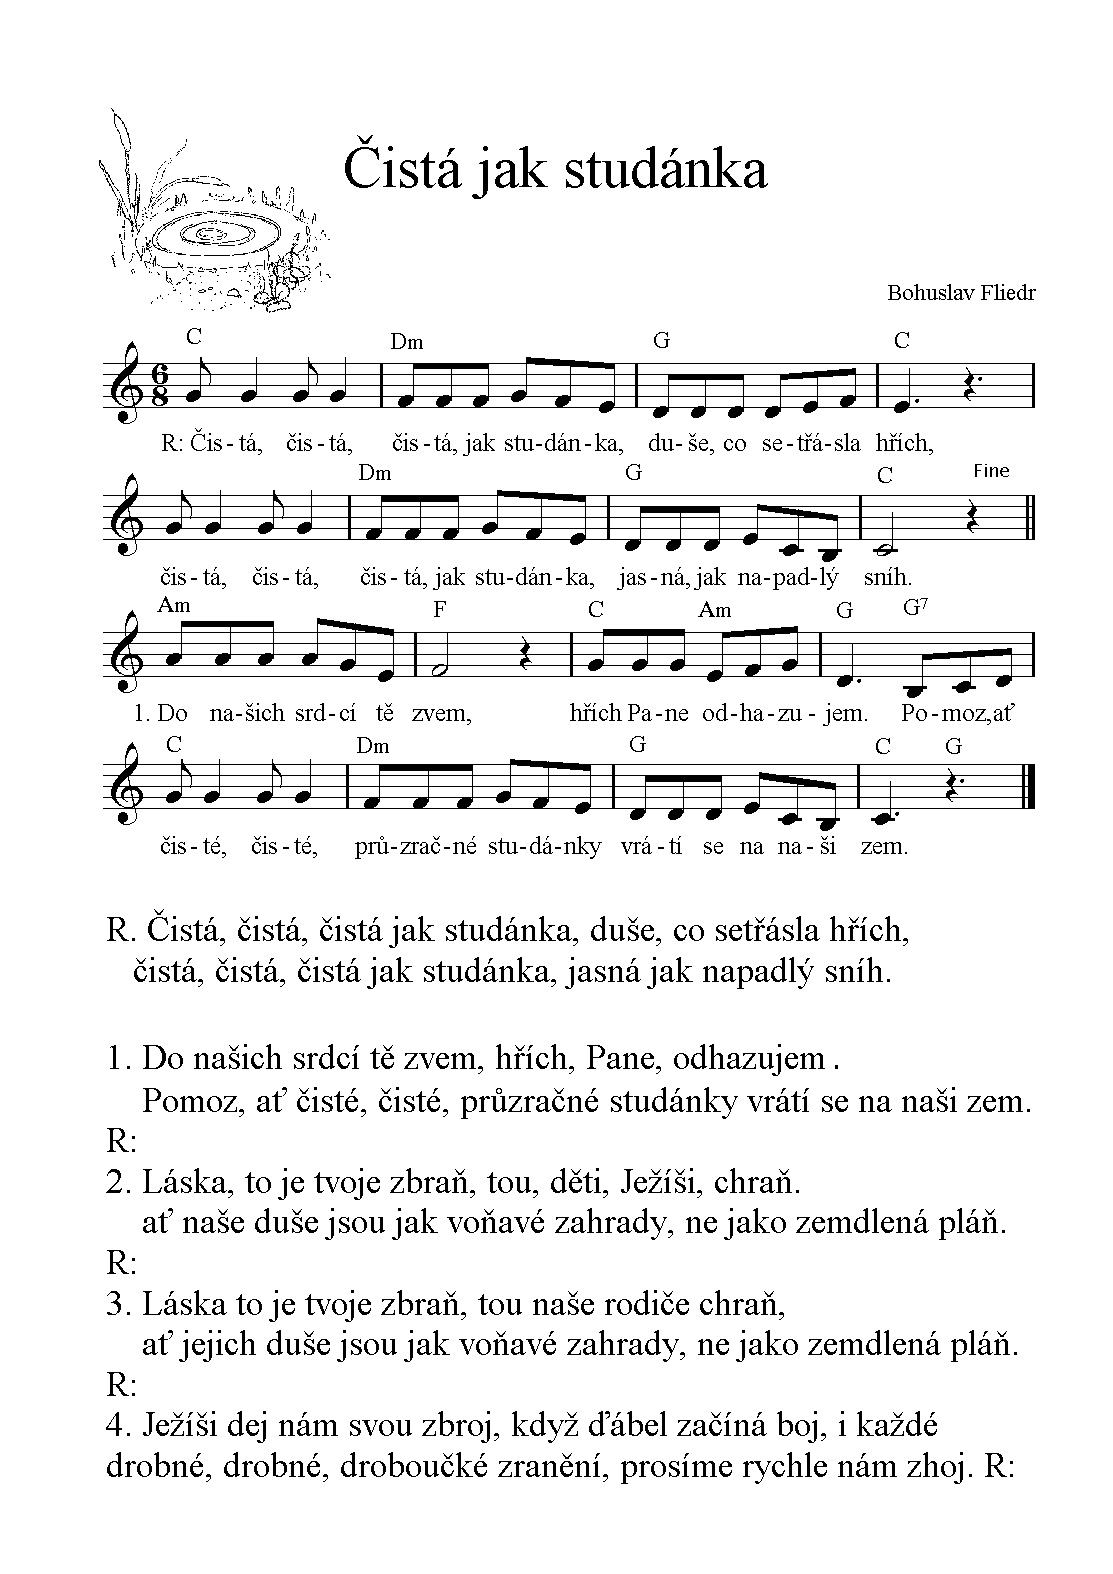 Čistá jak studánka
Bohuslav Fliedr
C Dm G C
6
8
R: Čis-tá, čis-tá, čis-tá, jak stu-dán-ka, du-še, co se-třás-la hřích,
Dm G C Fine
čis-tá, čis-tá, čis-tá, jak stu-dán-ka, jas-ná, jak na-pad-lý sníh.
Am F C Am G G7
1. Do na-šich srd-cí tě zvem, hřích Pa-ne od-ha-zu-jem. Po-moz,ať
C Dm G C G
čis-té, čis-té, prů-zrač-né stu-dá-nky vrá-tí se na na-ši zem.
R. Čistá, čistá, čistá jak studánka, duše, co setřásla hřích,
čistá, čistá, čistá jak studánka, jasná jak napadlý sníh.
1. Do našich srdcí tě zvem, hřích, Pane, odhazujem .
Pomoz, ať čisté, čisté, průzračné studánky vrátí se na naši zem.
R:
2. Láska, to je tvoje zbraň, tou, děti, Ježíši, chraň.
ať naše duše jsou jak voňavé zahrady, ne jako zemdlená pláň.
R:
3. Láska to je tvoje zbraň, tou naše rodiče chraň,
ať jejich duše jsou jak voňavé zahrady, ne jako zemdlená pláň.
R:
4. Ježíši dej nám svou zbroj, když ďábel začíná boj, i každé
drobné, drobné, droboučké zranění, prosíme rychle nám zhoj. R: